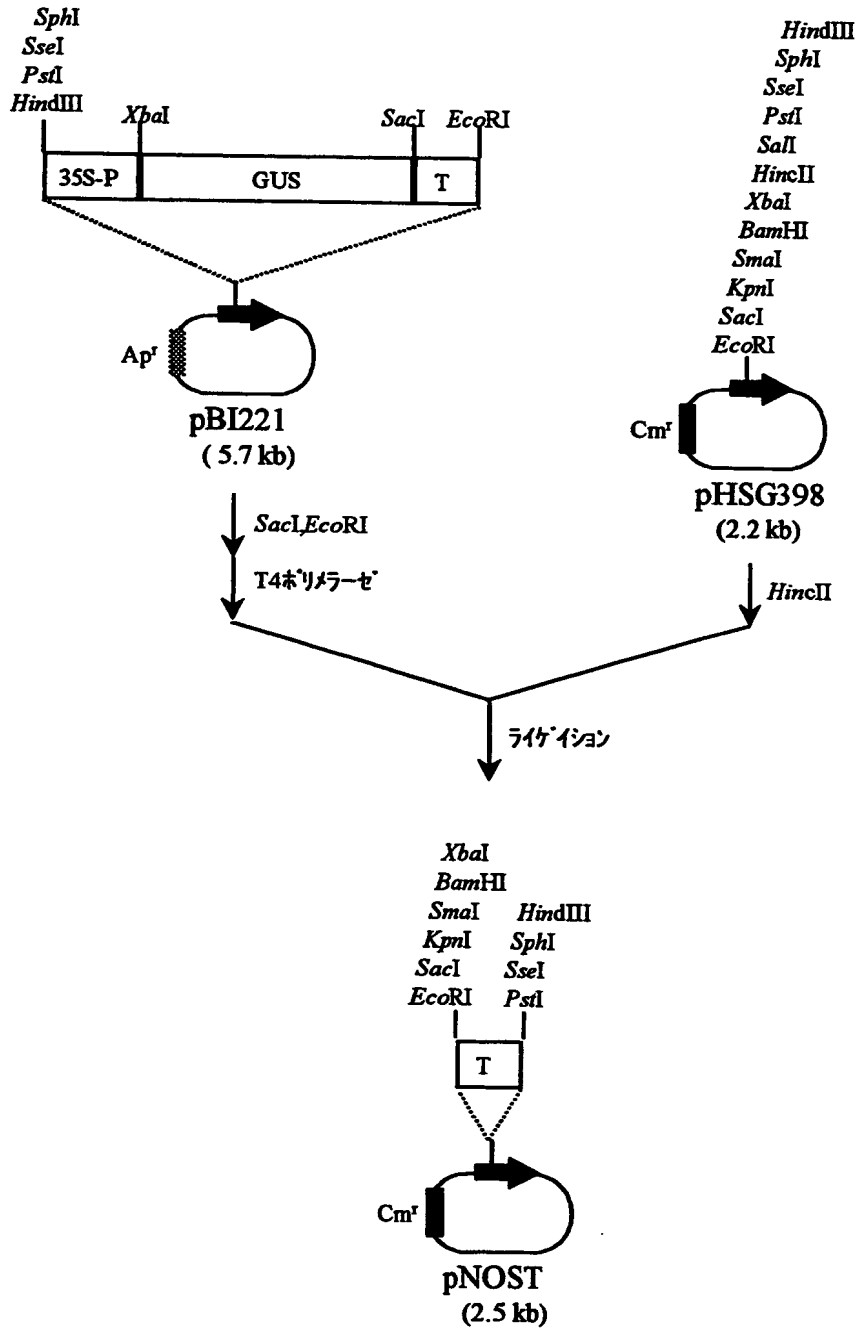 SphI
SseI
PstI
HindIII
XbaI
SacI
EcoRI
35S-P
GUS
T
Apr
pBI221
( 5.7 kb)
HindIII
SphI
SseI
PstI
SalI
HincII
XbaI
BamHI
SmaI
KpnI
SacI
EcoRI
Cmr
pHSG398
(2.2 kb)
SacI,EcoRI
T4ポリメラーゼ
HincII
ライゲイション
XbaI
BamHI
SmaI
KpnI
SacI
EcoRI
HindIII
SphI
SseI
PstI
T
Cmr
pNOST
(2.5 kb)